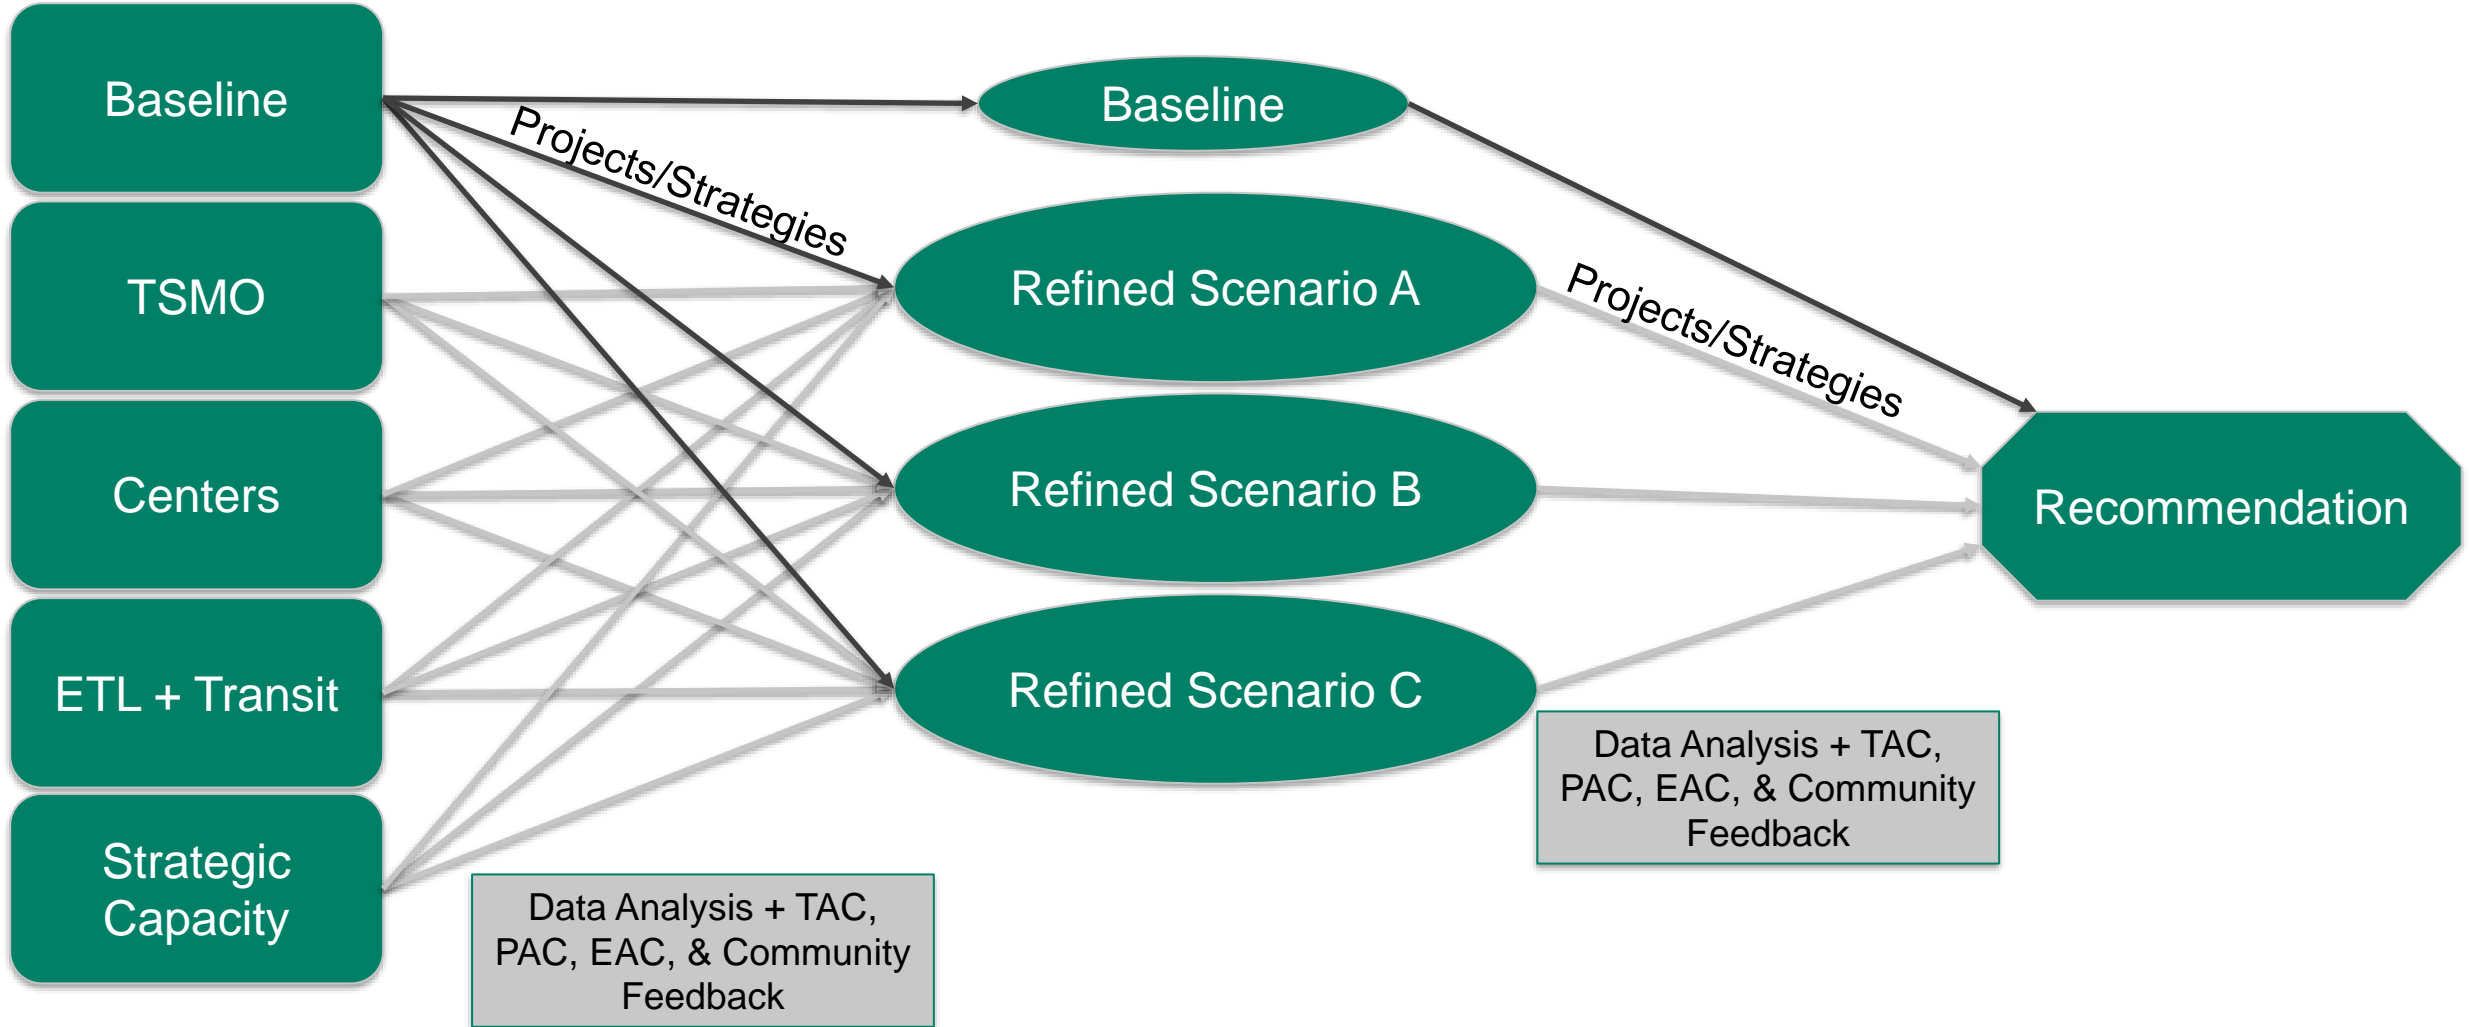 Baseline
TSMO
Centers
ETL + Transit
Strategic
Capacity
Projects/Strategies
Data Analysis + TAC,
PAC, EAC, & Community
Feedback
Baseline
Refined Scenario A
Refined Scenario B
Refined Scenario C
Projects/Strategies
Data Analysis + TAC,
PAC, EAC, & Community
Feedback
Recommendation